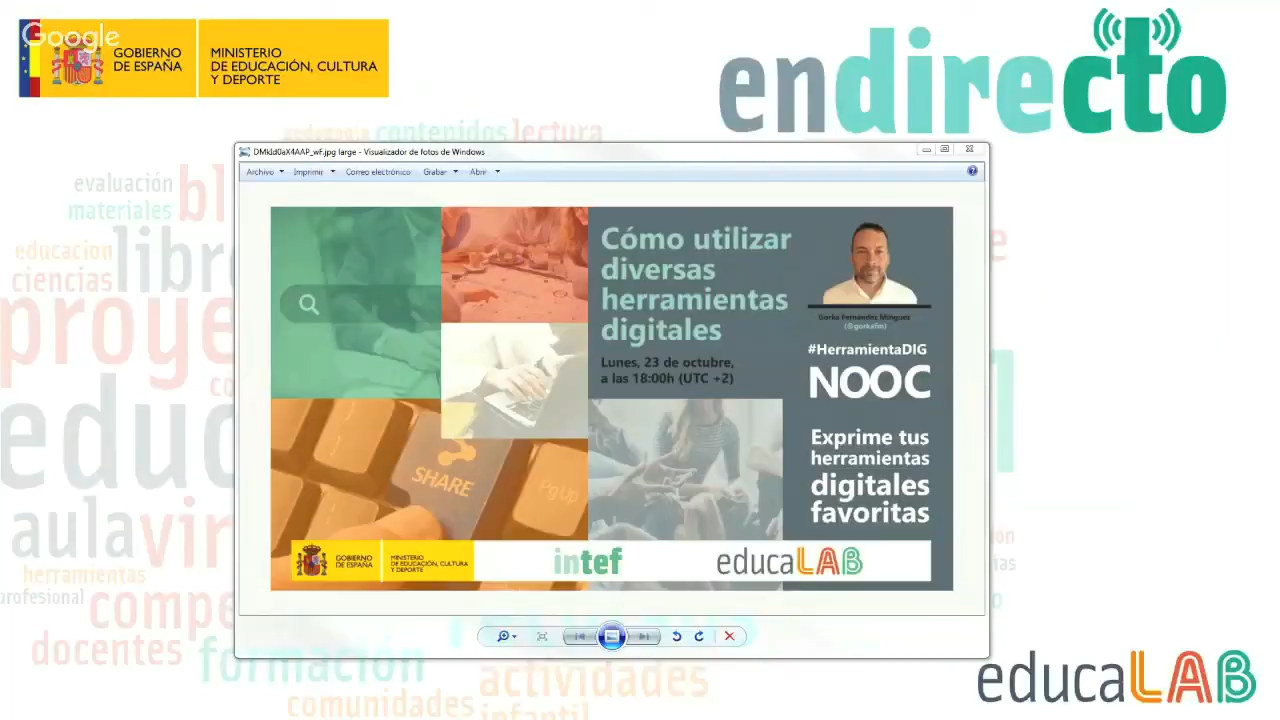 Google
GOBIERNO
DE ESPAÑA
MINISTERIO
DE EDUCACIÓN, CULTURA
Y DEPORTE
endirecto
contenidos lectura
evaluación
materiales
educacion
ciencias
libro
proye
educ
aula
herramientas
profesional
docentes
formación
comunidades
actividades
infantil
DMkId0aX4AAP_wF.jpg large - Visualizador de fotos de Windows
Archivo Imprimir Correo electrónico Grabar Abrir
Cómo utilizar
diversas
herramientas
digitales
Lunes, 23 de octubre,
a las 18:00h (UTC +2)
Gorka Fernández Mínguez
(@gorkafm)
#HerramientaDIG
NOOC
Exprime tus
herramientas
digitales
favoritas
SHARE
PgUp
GOBIERNO
DE ESPAÑA
MINISTERIO
DE EDUCACIÓN, CULTURA
Y DEPORTE
intef
educaLAB
educaLAB